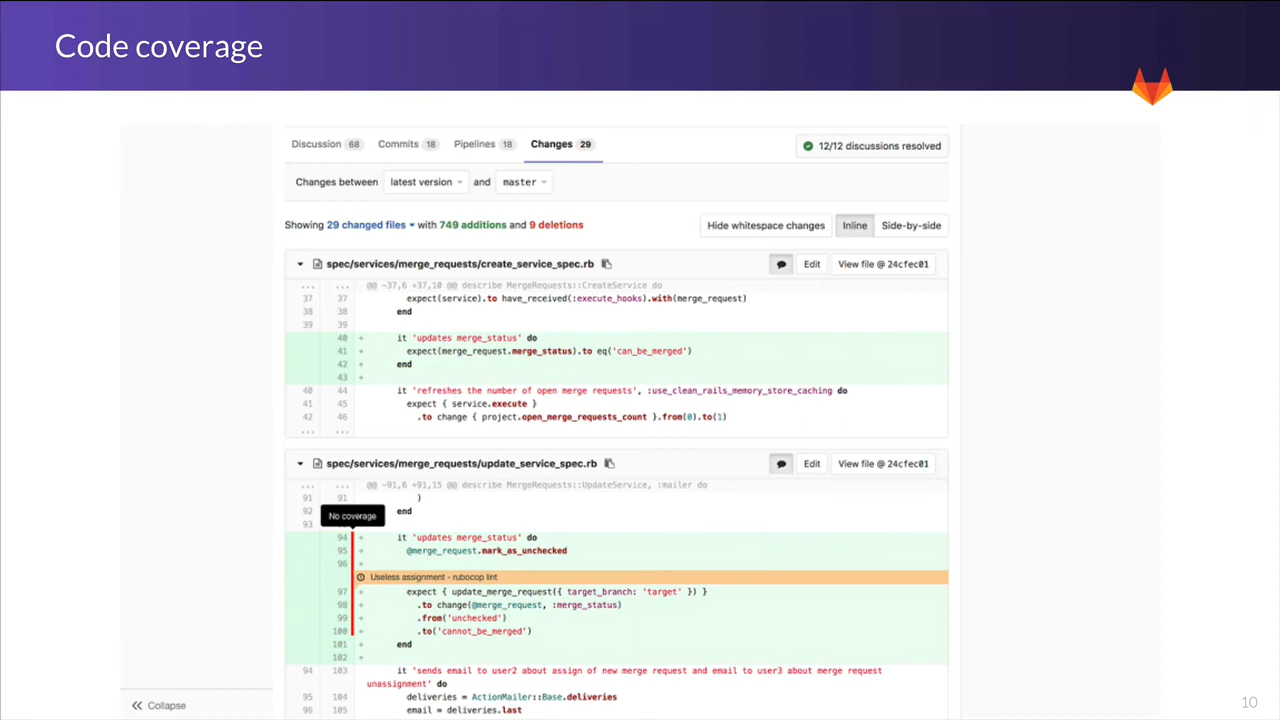 Code coverage
Discussion 68 Commits 18 Pipelines 18 Changes 29
12/12 discussions resolved
Changes between latest version and master
Showing 29 changed files with 749 additions and 9 deletions
Hide whitespace changes Inline Side-by-side
spec/services/merge_requests/create_service_spec.rb Edit View file @ 24cfec01
... ... @@ -37,6 +37,10 @@ describe MergeRequests::CreateService do
37 37 expect(service).to have_received(:execute_hooks).with(merge_request)
38 38 end
39 39
40 + it 'updates merge_status' do
41 + expect(merge_request.merge_status).to eq('can_be_merged')
42 + end
43 +
40 44 it 'refreshes the number of open merge requests', :use_clean_rails_memory_store_caching do
41 45 expect { service.execute }
42 46 .to change { project.open_merge_requests_count }.from(0).to(1)
... ...
spec/services/merge_requests/update_service_spec.rb Edit View file @ 24cfec01
... ... @@ -91,6 +91,15 @@ describe MergeRequests::UpdateService, :mailer do
91 91 )
92 end
93
No coverage
94 + it 'updates merge_status' do
95 + @merge_request.mark_as_unchecked
96 +
Useless assignment - rubocop lint
97 + expect { update_merge_request({ target_branch: 'target' }) }
98 + .to change(@merge_request, :merge_status)
99 + .from('unchecked')
100 + .to('cannot_be_merged')
101 + end
102 +
94 103 it 'sends email to user2 about assign of new merge request and email to user3 about merge request
unassignment' do
95 104 deliveries = ActionMailer::Base.deliveries
96 105 email = deliveries.last
Collapse
10